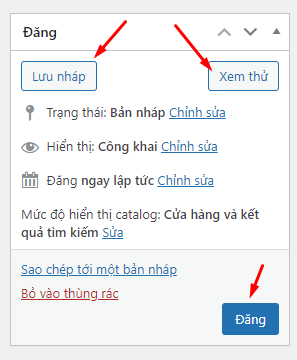 Đăng
Lưu nháp Xem thử
Trạng thái: Bản nháp Chỉnh sửa
Hiển thị: Công khai Chỉnh sửa
Đăng ngay lập tức Chỉnh sửa
Mức độ hiển thị catalog: Cửa hàng và kết
quả tìm kiếm Sửa
Sao chép tới một bản nháp
Bỏ vào thùng rác
Đăng